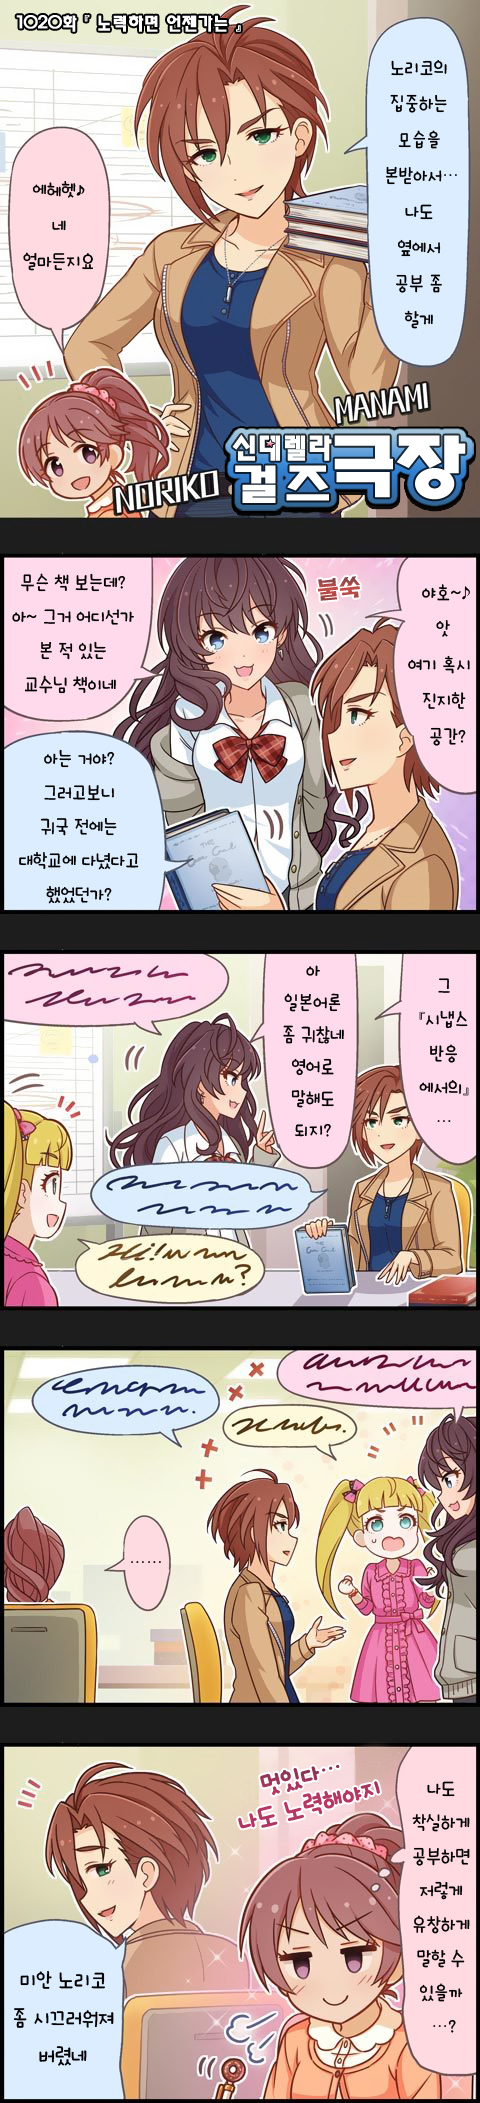 1020화 『 노력하면 언젠가는 』
노리코의
집중하는
모습을
본받아서…
나도
옆에서
공부 좀
할게
에헤헷♪
네
얼마든지요
MANAMI
NORIKO
신데렐라
걸즈극장
야호~♪
앗
여기 혹시
진지한
공간?
불쑥
무슨 책 보는데?
아~ 그거 어디선가
본 적 있는
교수님 책이네
아는 거야?
그러고보니
귀국 전에는
대학교에 다녔다고
했었던가?
THE
그
『시냅스
반응
에서의』
…
아
일본어론
좀 귀찮네
영어로
말해도
되지?
THE
Hi!
?
……
나도
착실하게
공부하면
저렇게
유창하게
말할 수
있을까
…?
멋있다…
나도 노력해야지
미안 노리코
좀 시끄러워져
버렸네